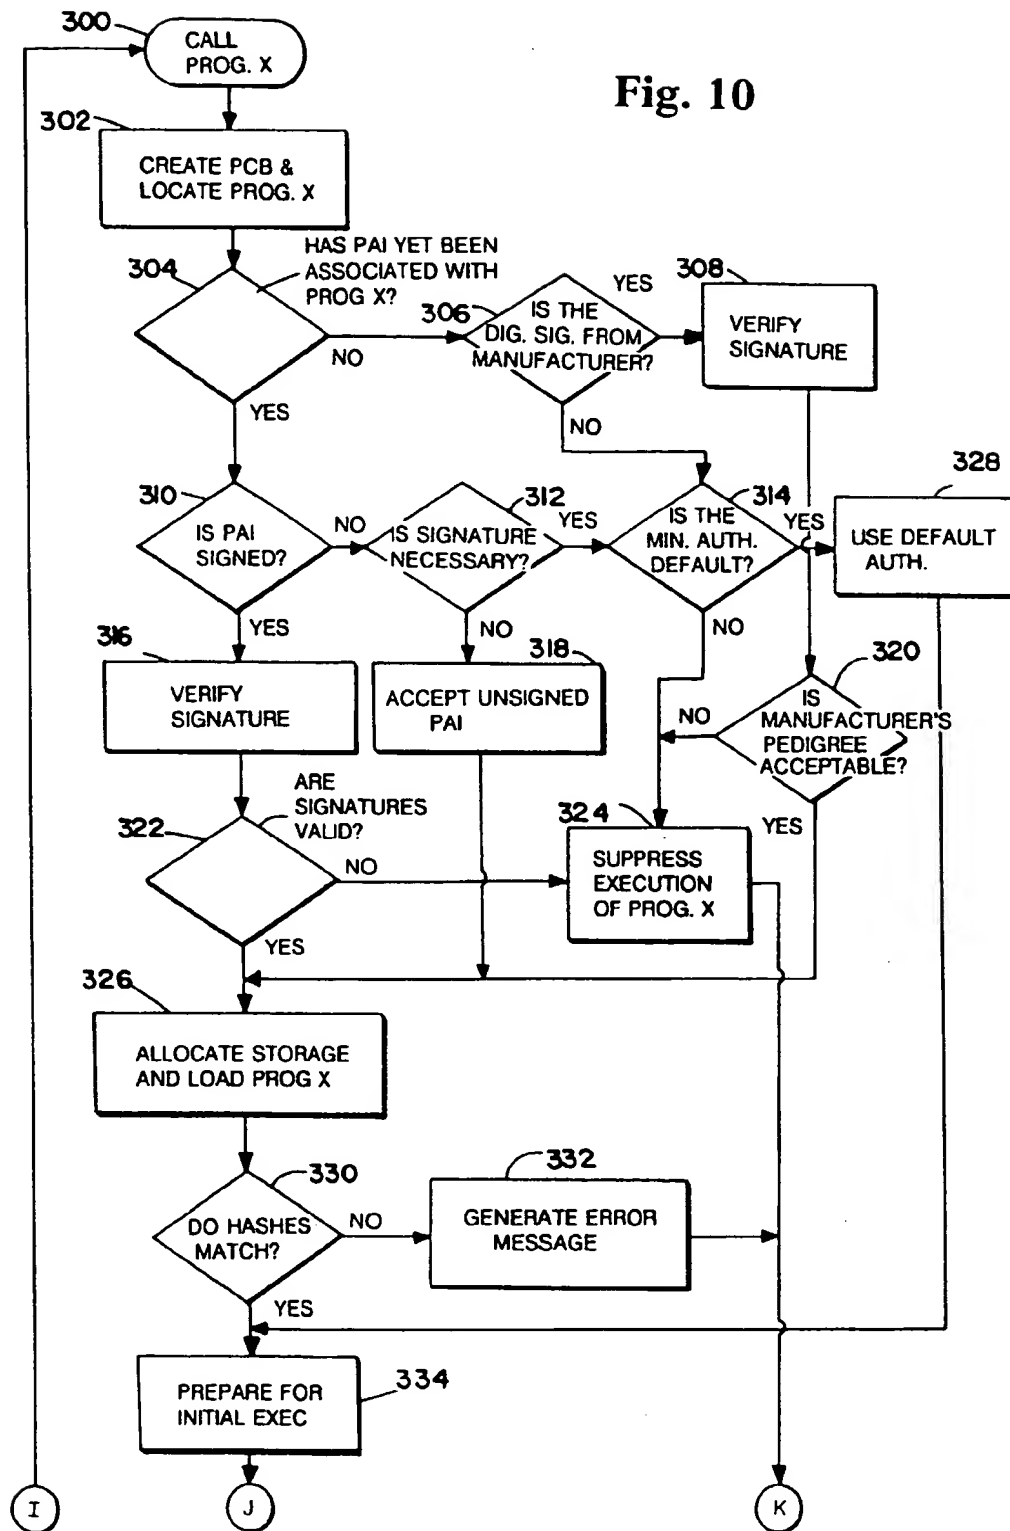 300
CALL
PROG. X
Fig. 10
302
CREATE PCB &
LOCATE PROG. X
304
HAS PAI YET BEEN
ASSOCIATED WITH
PROG X?
NO
YES
306
IS THE
DIG. SIG. FROM
MANUFACTURER?
YES
NO
308
VERIFY
SIGNATURE
310
IS PAI
SIGNED?
NO
YES
312
IS SIGNATURE
NECESSARY?
YES
NO
314
IS THE
MIN. AUTH.
DEFAULT?
YES
NO
328
USE DEFAULT
AUTH.
316
VERIFY
SIGNATURE
318
ACCEPT UNSIGNED
PAI
320
IS
MANUFACTURER'S
PEDIGREE
ACCEPTABLE?
NO
YES
322
ARE
SIGNATURES
VALID?
NO
YES
324
SUPPRESS
EXECUTION
OF PROG. X
326
ALLOCATE STORAGE
AND LOAD PROG X
330
DO HASHES
MATCH?
NO
YES
332
GENERATE ERROR
MESSAGE
334
PREPARE FOR
INITIAL EXEC
I
J
K